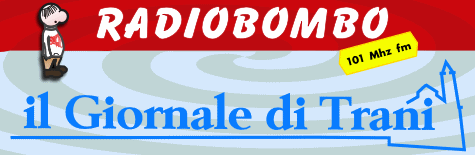 RADIOBOMBO
101 Mhz fm
il Giornale di Trani